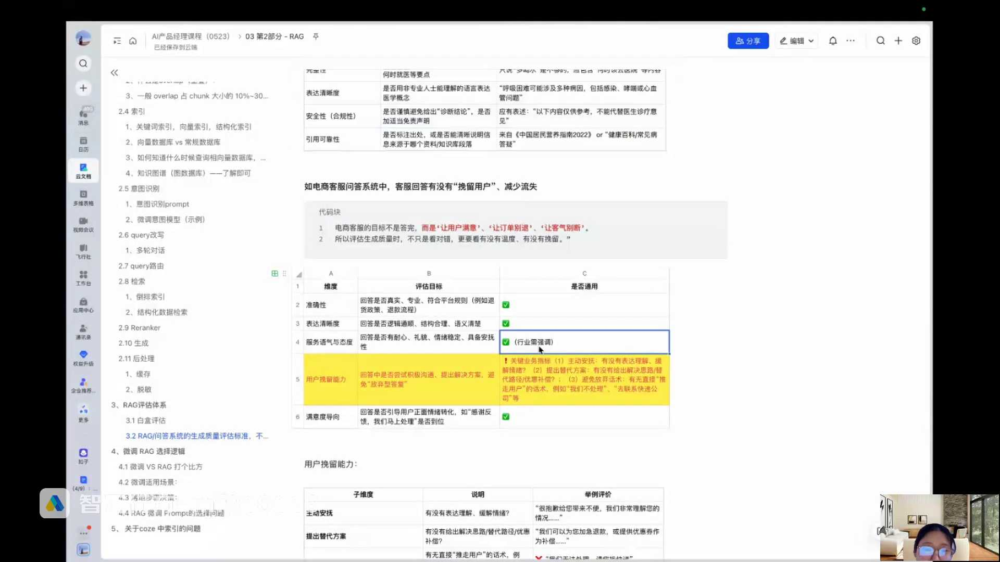 AI产品经理课程（0523） › 03 第2部分 - RAG
已经保存到云端
分享
编辑
消息
日历
云文档
多维表格
视频会议
飞行社
工作台
应用中心
通讯录
权益升级
企业推荐...
更多
扣子
(4/9) : ...
3、一般 overlap 占 chunk 大小的 10%~30...
2.4 索引
1、关键词索引，向量索引，结构化索引
2、向量数据库 vs 常规数据库
3、如何知道什么时候查询相向量数据库，...
4、知识图谱（图数据库）——了解即可
2.5 意图识别
1、意图识别prompt
2、微调意图模型（示例）
2.6 query改写
1、多轮对话
2.7 query路由
2.8 检索
1、倒排索引
2、结构化数据检索
2.9 Reranker
2.10 生成
2.11 后处理
1、缓存
2、脱敏
3、RAG评估体系
3.1 白盒评估
3.2 RAG/问答系统的生成质量评估标准，不...
4、微调 RAG 选择逻辑
4.1 微调 VS RAG 打个比方
4.2 微调适用场景：
4.4 RAG 微调 Prompt的选择问题
5、 关于coze 中索引的问题
完整性
何时就医等要点
只说“多喝水”是不够的，应包含“何时该去医院”等内容
表达清晰度
是否用非专业人士能理解的语言表达医学概念
“呼吸困难可能涉及多种病因，包括感染、哮喘或心血管问题”
安全性（合规性）
是否谨慎避免给出“诊断结论”，是否加适当免责声明
应有表述：“以下内容仅供参考，不能代替医生诊疗意见”
引用可靠性
是否标注出处，或是否能清晰说明信息来源于哪个资料/知识库段落
来自《中国居民营养指南2022》 or “健康百科/常见病答疑”
如电商客服问答系统中，客服回答有没有“挽留用户”、减少流失
代码块
1 电商客服的目标不是答完，而是‘让用户满意’、‘让订单别退’、‘让客气别断’。
2 所以评估生成质量时，不只是看对错，更要看有没有温度、有没有挽留。”
A B C
1 维度 评估目标 是否通用
2 准确性 回答是否真实、专业、符合平台规则（例如退货政策、退款流程） ✅
3 表达清晰度 回答是否逻辑通顺、结构合理、语义清楚 ✅
4 服务语气与态度 回答是否有耐心、礼貌、情绪稳定、具备安抚性 ✅（行业需强调）
5 用户挽留能力 回答中是否尝试积极沟通、提出解决方案，避免“放弃型答复”
❗关键业务指标（1）主动安抚：有没有表达理解、缓解情绪？（2）提出替代方案：有没有给出解决思路/替代路径/优惠补偿？；（3）避免放弃话术：有无直接“推走用户”的话术，例如“我们不处理”、“去联系快递公司”等
6 满意度导向 回答是否引导用户正面情绪转化，如“感谢反馈，我们马上处理”是否到位 ✅
用户挽留能力：
子维度 说明 举例评价
主动安抚 有没有表达理解、缓解情绪？ “很抱歉给您带来不便，我们非常理解您的情况……”
提出替代方案 有没有给出解决思路/替代路径/优惠补偿？ “我们可以为您加急退款，或提供优惠券作为补偿……”
有无直接“推走用户”的话术，例